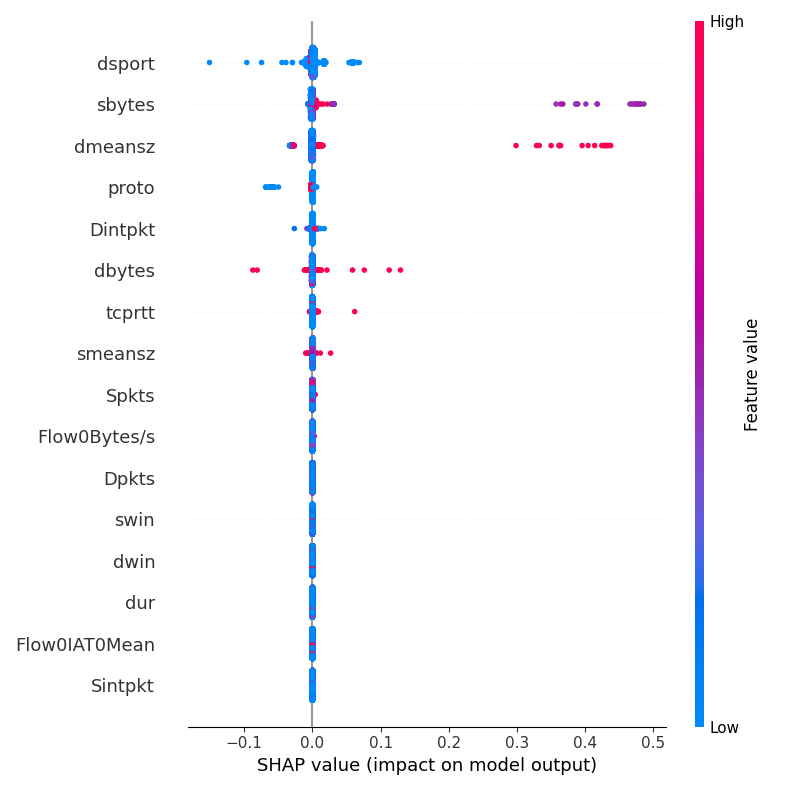 High
dsport
sbytes
dmeansz
proto
Dintpkt
dbytes
tcprtt
smeansz
Spkts
Flow0Bytes/s
Dpkts
swin
dwin
dur
Flow0IAT0Mean
Sintpkt
Feature value
Low
−0.1 0.0 0.1 0.2 0.3 0.4 0.5
SHAP value (impact on model output)